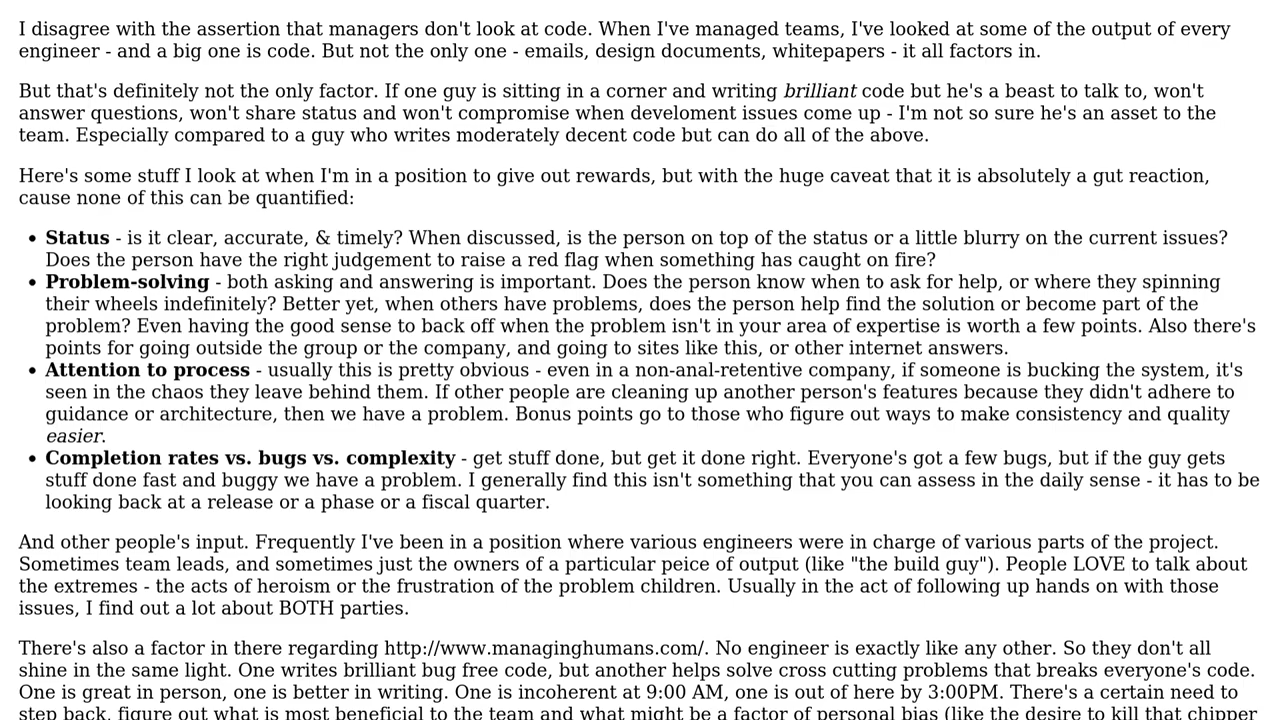 I disagree with the assertion that managers don't look at code. When I've managed teams, I've looked at some of the output of every
engineer - and a big one is code. But not the only one - emails, design documents, whitepapers - it all factors in.
But that's definitely not the only factor. If one guy is sitting in a corner and writing brilliant code but he's a beast to talk to, won't
answer questions, won't share status and won't compromise when develoment issues come up - I'm not so sure he's an asset to the
team. Especially compared to a guy who writes moderately decent code but can do all of the above.
Here's some stuff I look at when I'm in a position to give out rewards, but with the huge caveat that it is absolutely a gut reaction,
cause none of this can be quantified:
• Status - is it clear, accurate, & timely? When discussed, is the person on top of the status or a little blurry on the current issues?
Does the person have the right judgement to raise a red flag when something has caught on fire?
• Problem-solving - both asking and answering is important. Does the person know when to ask for help, or where they spinning
their wheels indefinitely? Better yet, when others have problems, does the person help find the solution or become part of the
problem? Even having the good sense to back off when the problem isn't in your area of expertise is worth a few points. Also there's
points for going outside the group or the company, and going to sites like this, or other internet answers.
• Attention to process - usually this is pretty obvious - even in a non-anal-retentive company, if someone is bucking the system, it's
seen in the chaos they leave behind them. If other people are cleaning up another person's features because they didn't adhere to
guidance or architecture, then we have a problem. Bonus points go to those who figure out ways to make consistency and quality
easier.
• Completion rates vs. bugs vs. complexity - get stuff done, but get it done right. Everyone's got a few bugs, but if the guy gets
stuff done fast and buggy we have a problem. I generally find this isn't something that you can assess in the daily sense - it has to be
looking back at a release or a phase or a fiscal quarter.
And other people's input. Frequently I've been in a position where various engineers were in charge of various parts of the project.
Sometimes team leads, and sometimes just the owners of a particular peice of output (like "the build guy"). People LOVE to talk about
the extremes - the acts of heroism or the frustration of the problem children. Usually in the act of following up hands on with those
issues, I find out a lot about BOTH parties.
There's also a factor in there regarding http://www.managinghumans.com/. No engineer is exactly like any other. So they don't all
shine in the same light. One writes brilliant bug free code, but another helps solve cross cutting problems that breaks everyone's code.
One is great in person, one is better in writing. One is incoherent at 9:00 AM, one is out of here by 3:00PM. There's a certain need to
step back, figure out what is most beneficial to the team and what might be a factor of personal bias (like the desire to kill that chipper